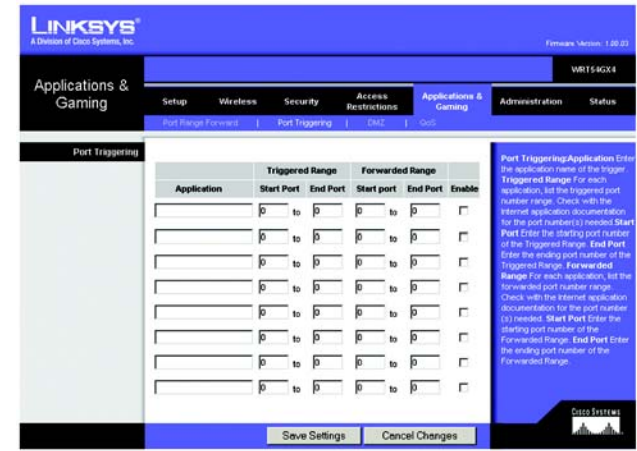 LINKSYS®
A Division of Cisco Systems, Inc.
Firmware Version: 1.00.03
WRT54GX4
Applications & Gaming
Setup Wireless Security Access Restrictions Applications & Gaming Administration Status
Port Range Forward | Port Triggering | DMZ | QoS
Port Triggering
Triggered Range Forwarded Range
Application Start Port End Port Start port End Port Enable
0 to 0 0 to 0
0 to 0 0 to 0
0 to 0 0 to 0
0 to 0 0 to 0
0 to 0 0 to 0
0 to 0 0 to 0
0 to 0 0 to 0
0 to 0 0 to 0
Port Triggering:Application Enter
the application name of the trigger.
Triggered Range For each
application, list the triggered port
number range. Check with the
Internet application documentation
for the port number(s) needed.Start
Port Enter the starting port number
of the Triggered Range. End Port
Enter the ending port number of the
Triggered Range. Forwarded
Range For each application, list the
forwarded port number range.
Check with the Internet application
documentation for the port number
(s) needed. Start Port Enter the
starting port number of the
Forwarded Range. End Port Enter
the ending port number of the
Forwarded Range.
Save Settings Cancel Changes
CISCO SYSTEMS